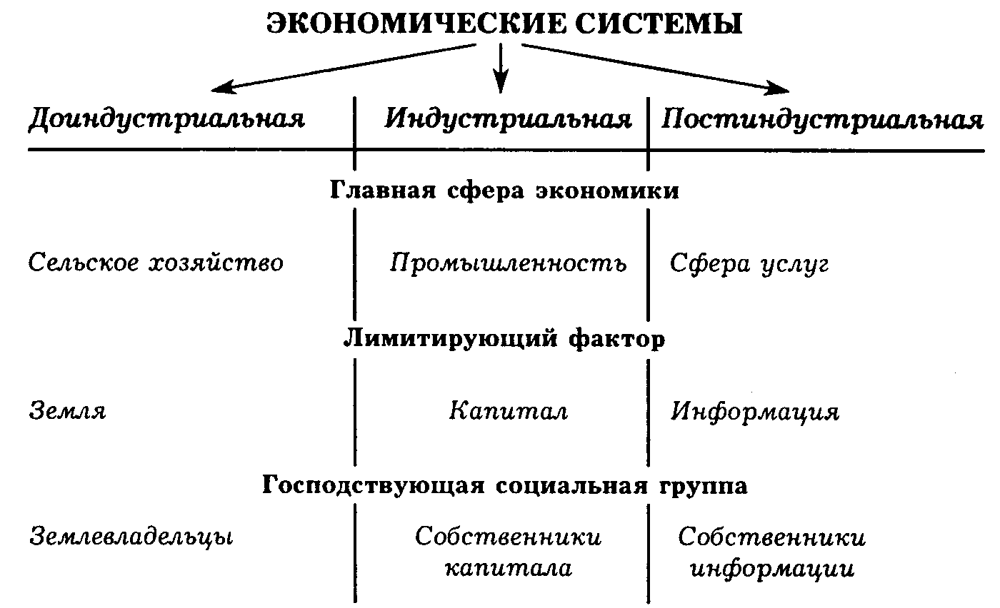 ЭКОНОМИЧЕСКИЕ СИСТЕМЫ
Доиндустриальная Индустриальная Постиндустриальная
Главная сфера экономики
Сельское хозяйство Промышленность Сфера услуг
Лимитирующий фактор
Земля Капитал Информация
Господствующая социальная группа
Землевладельцы Собственники Собственники
капитала информации